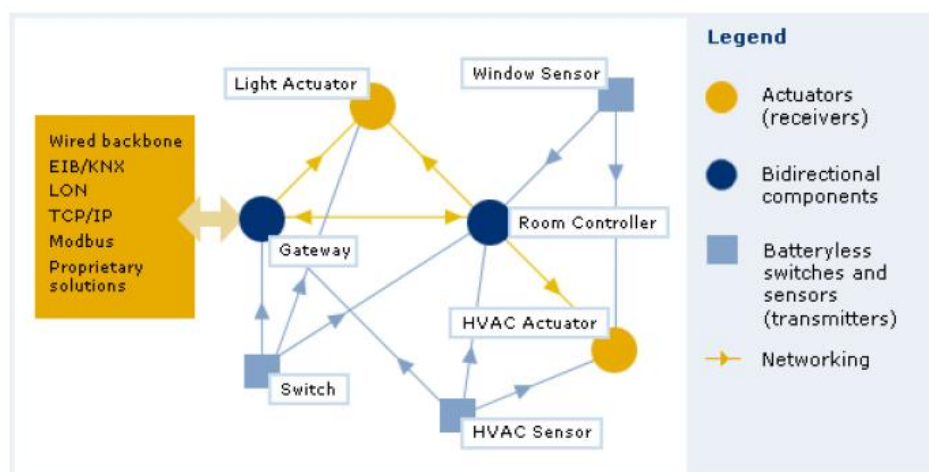 Light Actuator
Window Sensor
Wired backbone
EIB/KNX
LON
TCP/IP
Modbus
Proprietary
solutions
Gateway
Room Controller
HVAC Actuator
Switch
HVAC Sensor
Legend
Actuators
(receivers)
Bidirectional
components
Batteryless
switches and
sensors
(transmitters)
Networking